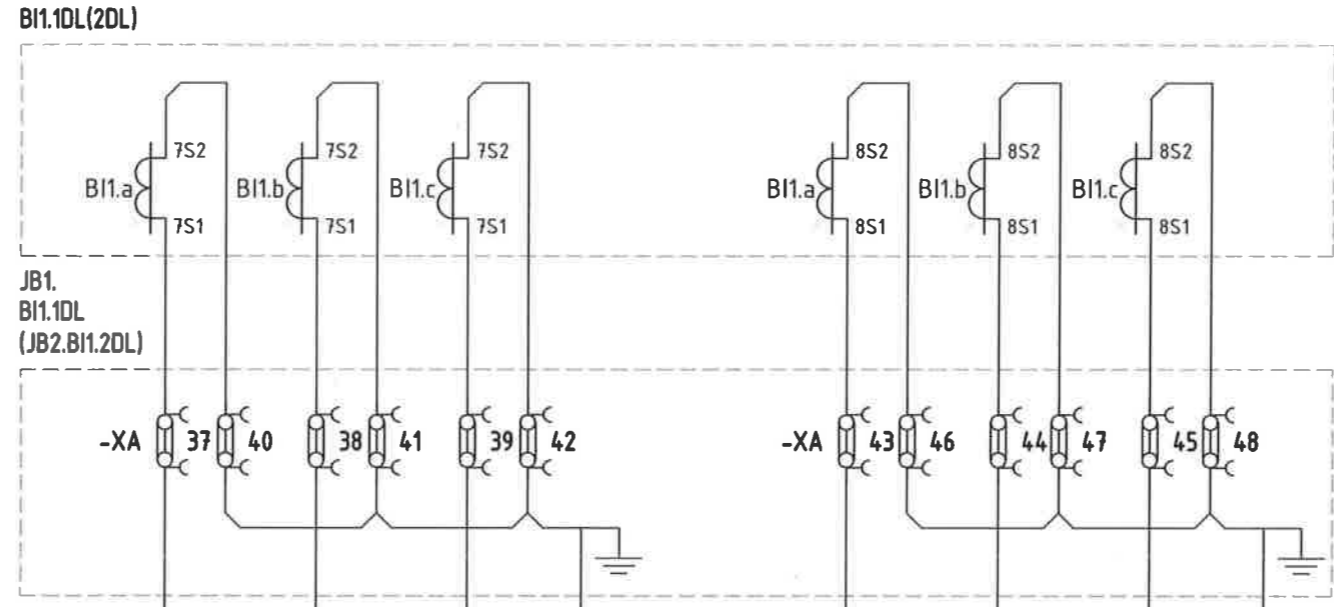 BI1.1DL(2DL)
7S2 7S2 7S2 8S2 8S2 8S2
BI1.a BI1.b BI1.c BI1.a BI1.b BI1.c
7S1 7S1 7S1 8S1 8S1 8S1
JB1.
BI1.1DL
(JB2.BI1.2DL)
-XA 37 40 38 41 39 42 -XA 43 46 44 47 45 48